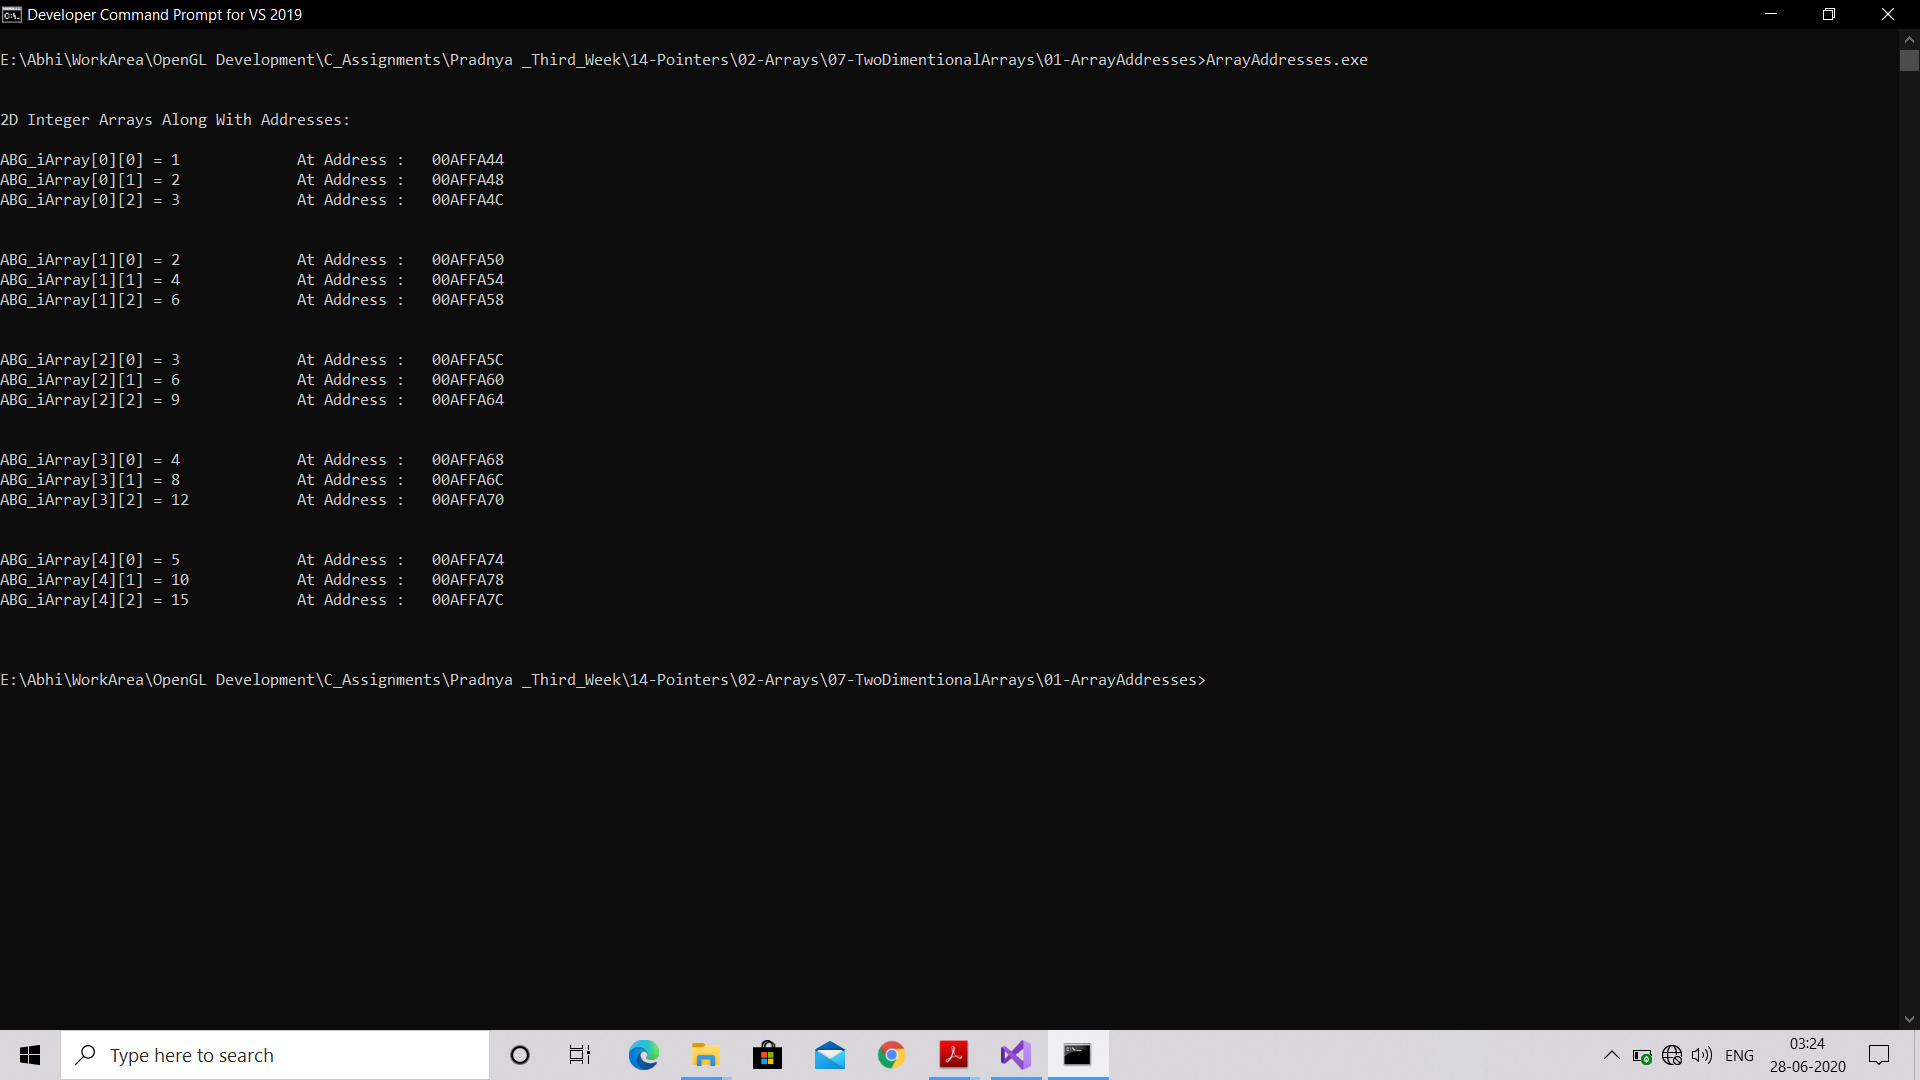 Developer Command Prompt for VS 2019
E:\Abhi\WorkArea\OpenGL Development\C_Assignments\Pradnya _Third_Week\14-Pointers\02-Arrays\07-TwoDimentionalArrays\01-ArrayAddresses>ArrayAddresses.exe
2D Integer Arrays Along With Addresses:
ABG_iArray[0][0] = 1 At Address : 00AFFA44
ABG_iArray[0][1] = 2 At Address : 00AFFA48
ABG_iArray[0][2] = 3 At Address : 00AFFA4C
ABG_iArray[1][0] = 2 At Address : 00AFFA50
ABG_iArray[1][1] = 4 At Address : 00AFFA54
ABG_iArray[1][2] = 6 At Address : 00AFFA58
ABG_iArray[2][0] = 3 At Address : 00AFFA5C
ABG_iArray[2][1] = 6 At Address : 00AFFA60
ABG_iArray[2][2] = 9 At Address : 00AFFA64
ABG_iArray[3][0] = 4 At Address : 00AFFA68
ABG_iArray[3][1] = 8 At Address : 00AFFA6C
ABG_iArray[3][2] = 12 At Address : 00AFFA70
ABG_iArray[4][0] = 5 At Address : 00AFFA74
ABG_iArray[4][1] = 10 At Address : 00AFFA78
ABG_iArray[4][2] = 15 At Address : 00AFFA7C
E:\Abhi\WorkArea\OpenGL Development\C_Assignments\Pradnya _Third_Week\14-Pointers\02-Arrays\07-TwoDimentionalArrays\01-ArrayAddresses>
Type here to search
ENG
03:24
28-06-2020